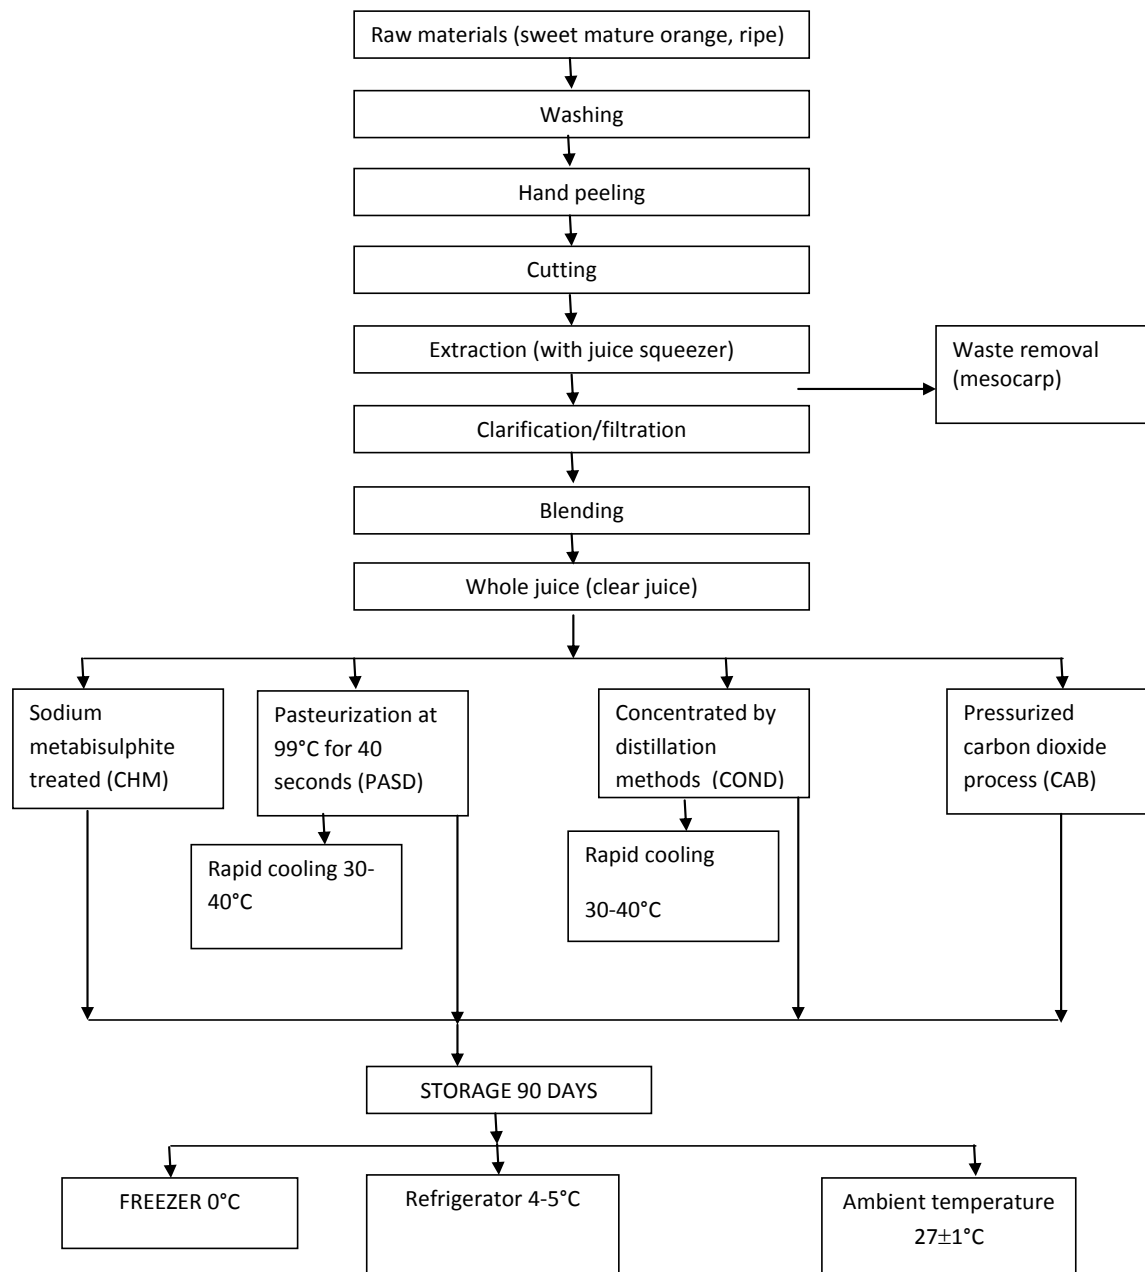 Raw materials (sweet mature orange, ripe)
Washing
Hand peeling
Cutting
Extraction (with juice squeezer)
Waste removal
(mesocarp)
Clarification/filtration
Blending
Whole juice (clear juice)
Sodium
metabisulphite
treated (CHM)
Pasteurization at
99°C for 40
seconds (PASD)
Concentrated by
distillation
methods (COND)
Pressurized
carbon dioxide
process (CAB)
Rapid cooling 30-
40°C
Rapid cooling
30-40°C
STORAGE 90 DAYS
FREEZER 0°C
Refrigerator 4-5°C
Ambient temperature
27±1°C